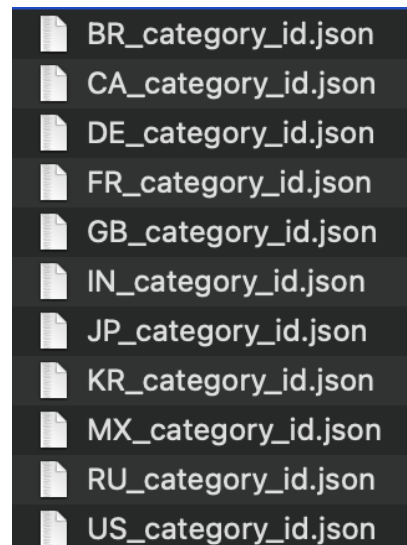 BR_category_id.json
CA_category_id.json
DE_category_id.json
FR_category_id.json
GB_category_id.json
IN_category_id.json
JP_category_id.json
KR_category_id.json
MX_category_id.json
RU_category_id.json
US_category_id.json